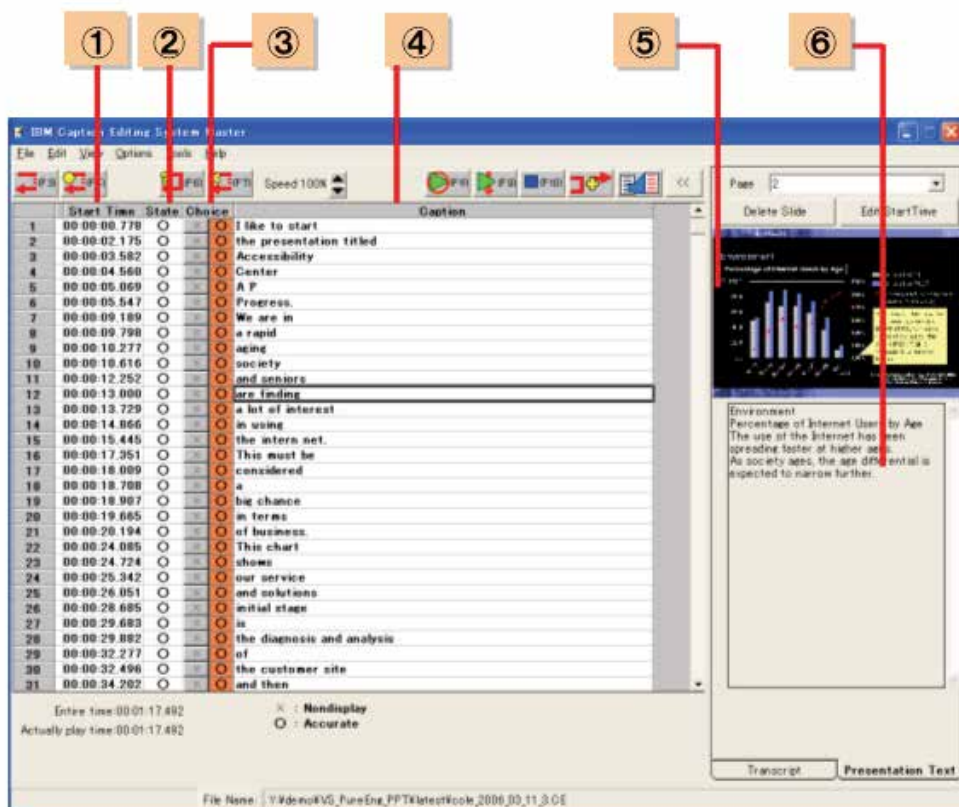 ① ② ③ ④ ⑤ ⑥
IBM Caption Editing System Master
File Edit View Options Tools Help
Speed 100%
Page 2
Delete Slide Edit StartTime
Start Time State Choice Caption
1 00:00:00.770 I like to start
2 00:00:02.175 the presentation titled
3 00:00:03.582 Accessibility
4 00:00:04.560 Center
5 00:00:05.069 A P
6 00:00:05.547 Progress.
7 00:00:09.189 We are in
8 00:00:09.798 a rapid
9 00:00:10.277 aging
10 00:00:10.616 society
11 00:00:12.252 and seniors
12 00:00:13.000 are finding
13 00:00:13.729 a lot of interest
14 00:00:14.866 in using
15 00:00:15.445 the intern net.
16 00:00:17.351 This must be
17 00:00:18.009 considered
18 00:00:18.708 a
19 00:00:18.907 big chance
20 00:00:19.665 in terms
21 00:00:20.194 of business.
22 00:00:24.085 This chart
23 00:00:24.724 shows
24 00:00:25.342 our service
25 00:00:26.051 and solutions
26 00:00:28.685 initial stage
27 00:00:29.683 is
28 00:00:29.882 the diagnosis and analysis
29 00:00:32.277 of
30 00:00:32.496 the customer site
31 00:00:34.202 and then
Environment
Percentage of Internet Users by Age
Environment
Percentage of Internet Users by Age
The use of the Internet has been
spreading faster at higher ages.
As society ages, the age differential is
expected to narrow further.
Entire time:00:01:17.492
Actually play time:00:01:17.492
× : Nondisplay
O : Accurate
Transcript Presentation Text
File Name : Y:¥demo¥VS_PureEng_PPT¥latest¥cole_2006_03_11_3.CE